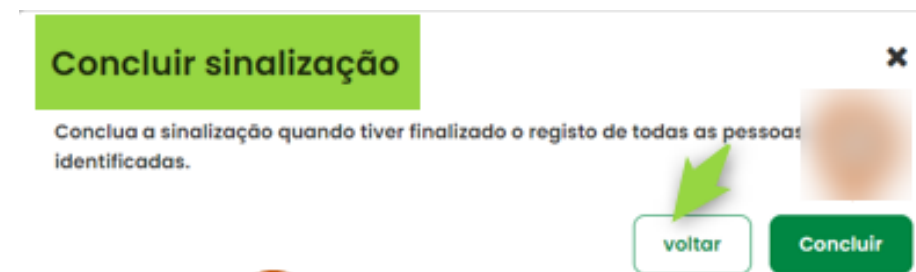 Concluir sinalização
Conclua a sinalização quando tiver finalizado o registo de todas as pessoas
identificadas.
voltar
Concluir